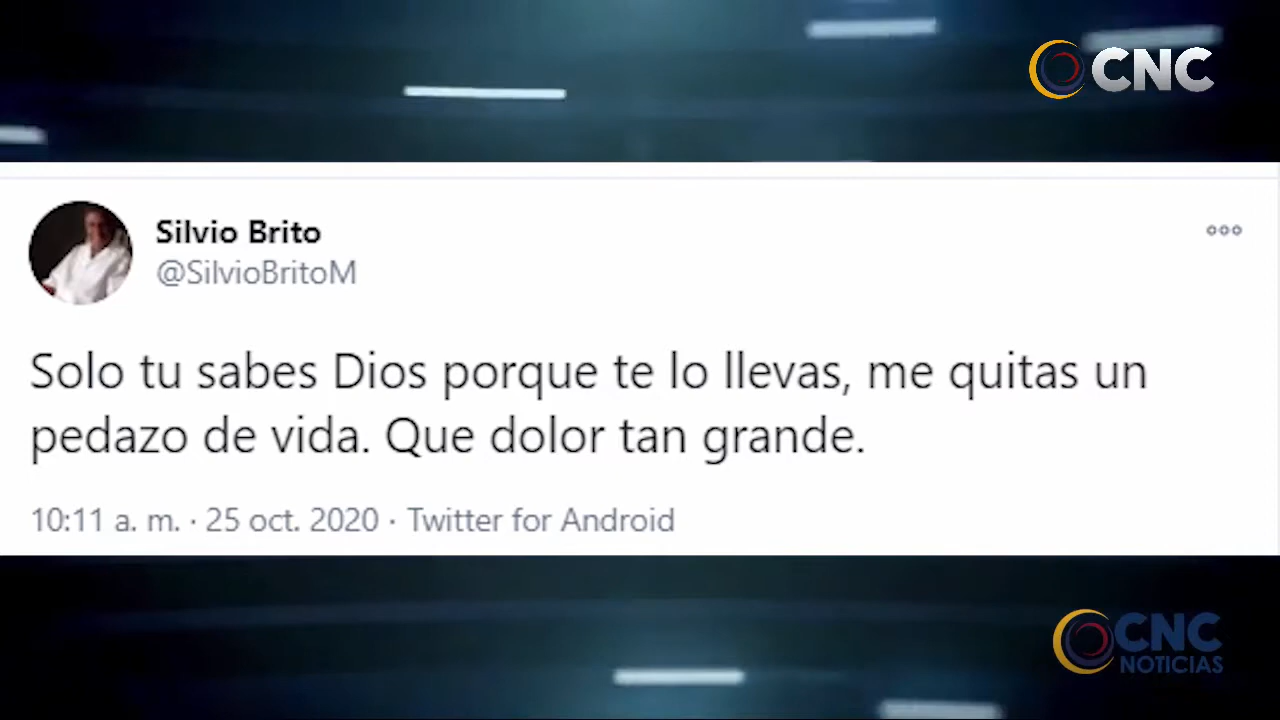 CNC
Silvio Brito
@SilvioBritoM
Solo tu sabes Dios porque te lo llevas, me quitas un
pedazo de vida. Que dolor tan grande.
10:11 a. m. · 25 oct. 2020 · Twitter for Android
CNC
NOTICIAS